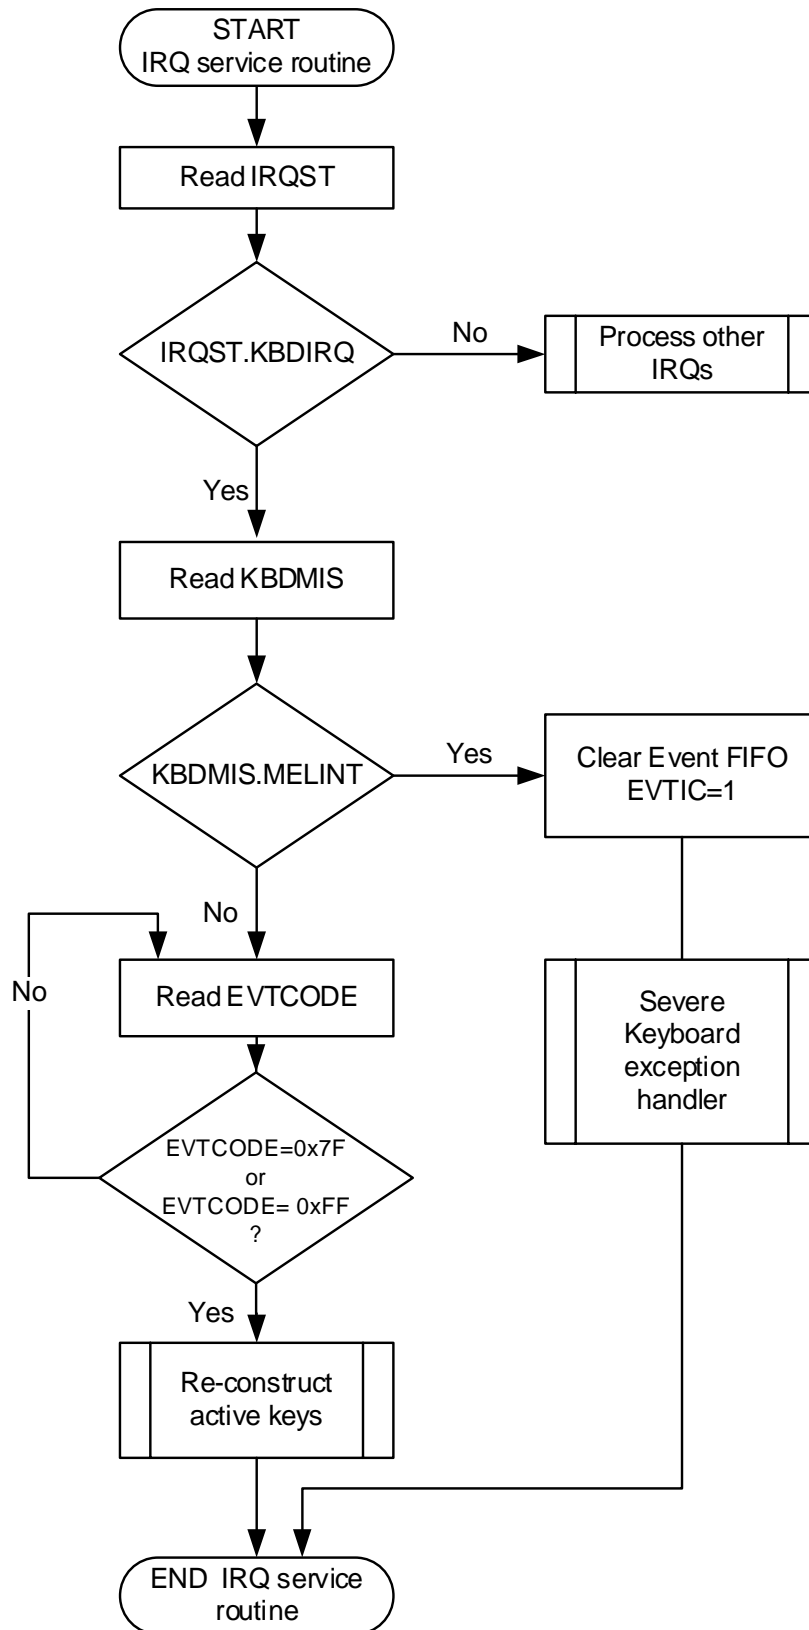 START
IRQ service routine
Read IRQST
IRQST.KBDIRQ
No
Process other
IRQs
Yes
Read KBDMIS
KBDMIS.MELINT
Yes
Clear Event FIFO
EVTIC=1
No
No
Read EVTCODE
Severe
Keyboard
exception
handler
EVTCODE=0x7F
or
EVTCODE= 0xFF
?
Yes
Re-construct
active keys
END IRQ service
routine